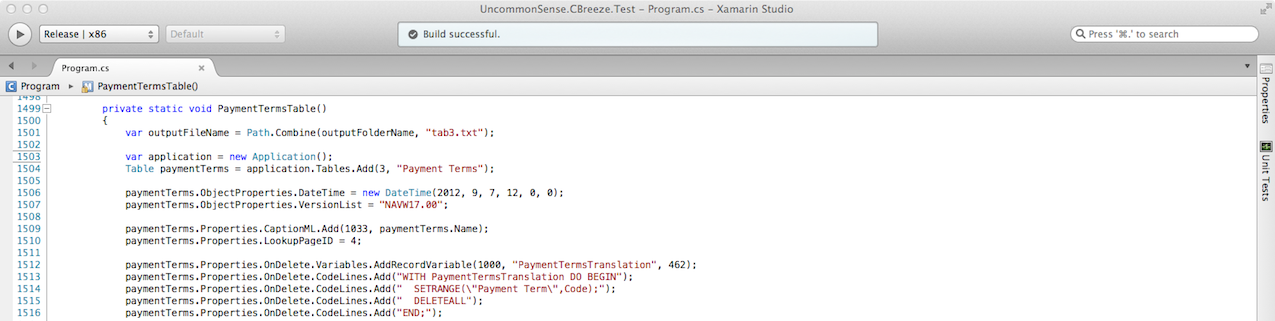 UncommonSense.CBreeze.Test – Program.cs – Xamarin Studio
Release | x86
Default
Build successful.
Press '⌘.' to search
Program.cs
Program ▸ PaymentTermsTable()
1498
1499 private static void PaymentTermsTable()
1500 {
1501 var outputFileName = Path.Combine(outputFolderName, "tab3.txt");
1502
1503 var application = new Application();
1504 Table paymentTerms = application.Tables.Add(3, "Payment Terms");
1505
1506 paymentTerms.ObjectProperties.DateTime = new DateTime(2012, 9, 7, 12, 0, 0);
1507 paymentTerms.ObjectProperties.VersionList = "NAVW17.00";
1508
1509 paymentTerms.Properties.CaptionML.Add(1033, paymentTerms.Name);
1510 paymentTerms.Properties.LookupPageID = 4;
1511
1512 paymentTerms.Properties.OnDelete.Variables.AddRecordVariable(1000, "PaymentTermsTranslation", 462);
1513 paymentTerms.Properties.OnDelete.CodeLines.Add("WITH PaymentTermsTranslation DO BEGIN");
1514 paymentTerms.Properties.OnDelete.CodeLines.Add("  SETRANGE(\"Payment Term\",Code);");
1515 paymentTerms.Properties.OnDelete.CodeLines.Add("  DELETEALL");
1516 paymentTerms.Properties.OnDelete.CodeLines.Add("END;");
Properties
Unit Tests